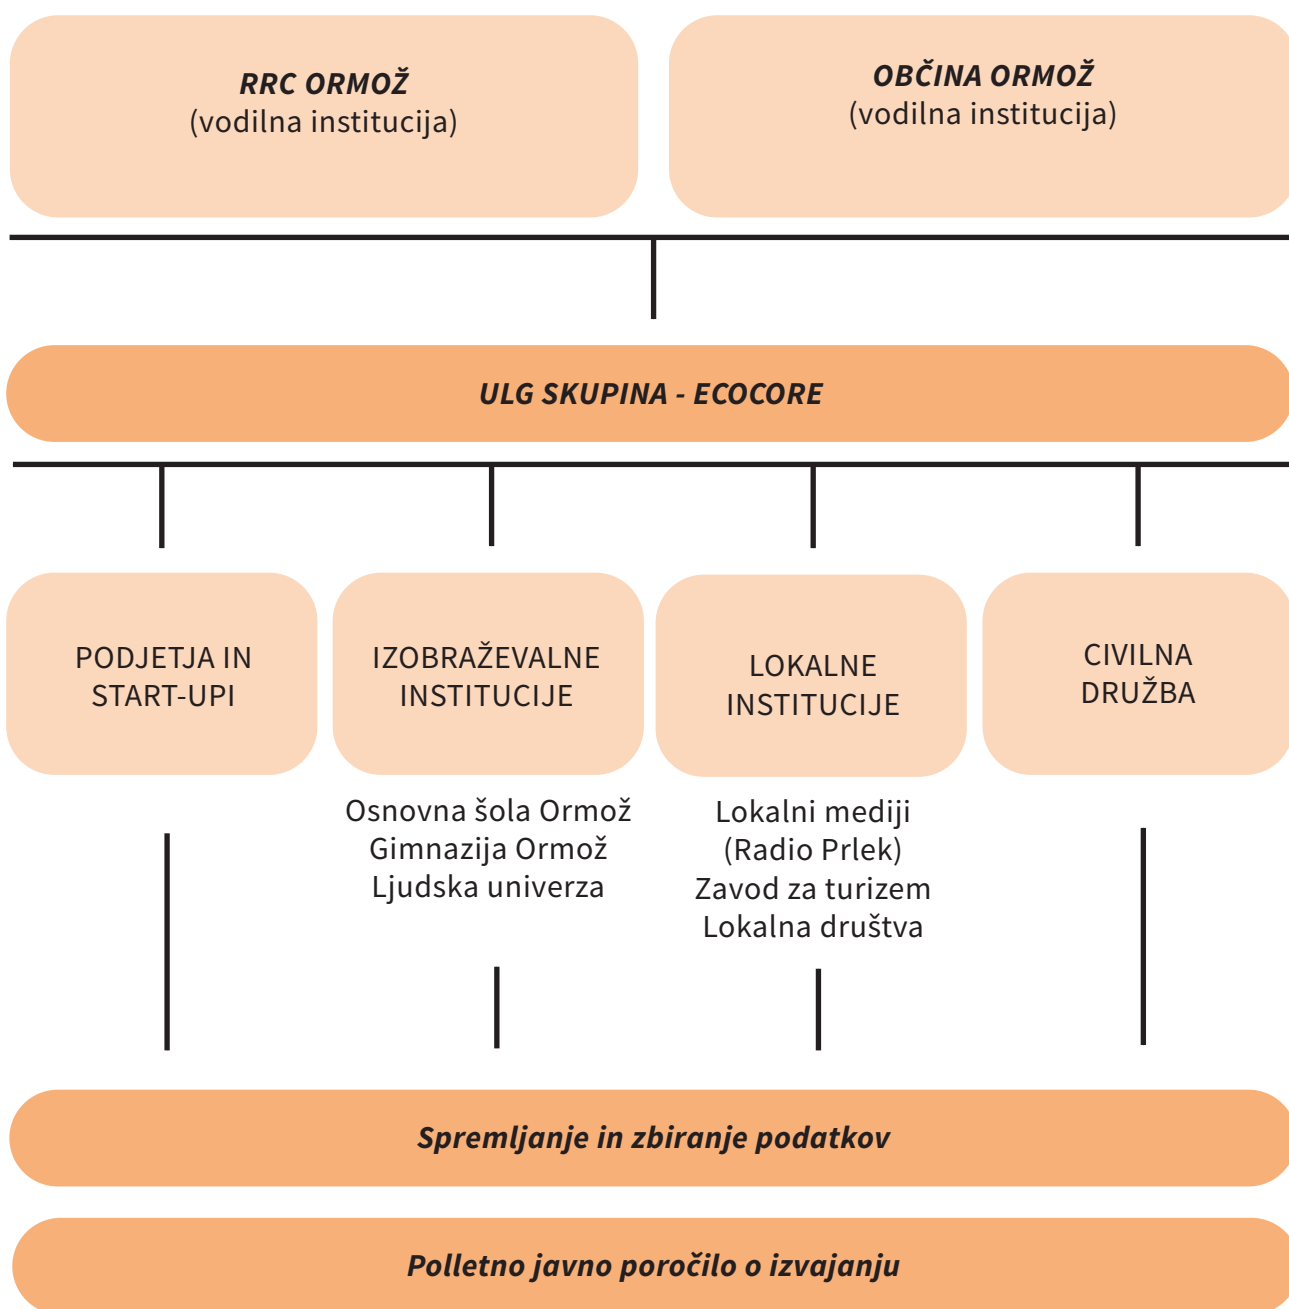 RRC ORMOŽ
(vodilna institucija)
OBČINA ORMOŽ
(vodilna institucija)
ULG SKUPINA - ECOCORE
PODJETJA IN
START-UPI
IZOBRAŽEVALNE
INSTITUCIJE
LOKALNE
INSTITUCIJE
CIVILNA
DRUŽBA
Osnovna šola Ormož
Gimnazija Ormož
Ljudska univerza
Lokalni mediji
(Radio Prlek)
Zavod za turizem
Lokalna društva
Spremljanje in zbiranje podatkov
Polletno javno poročilo o izvajanju